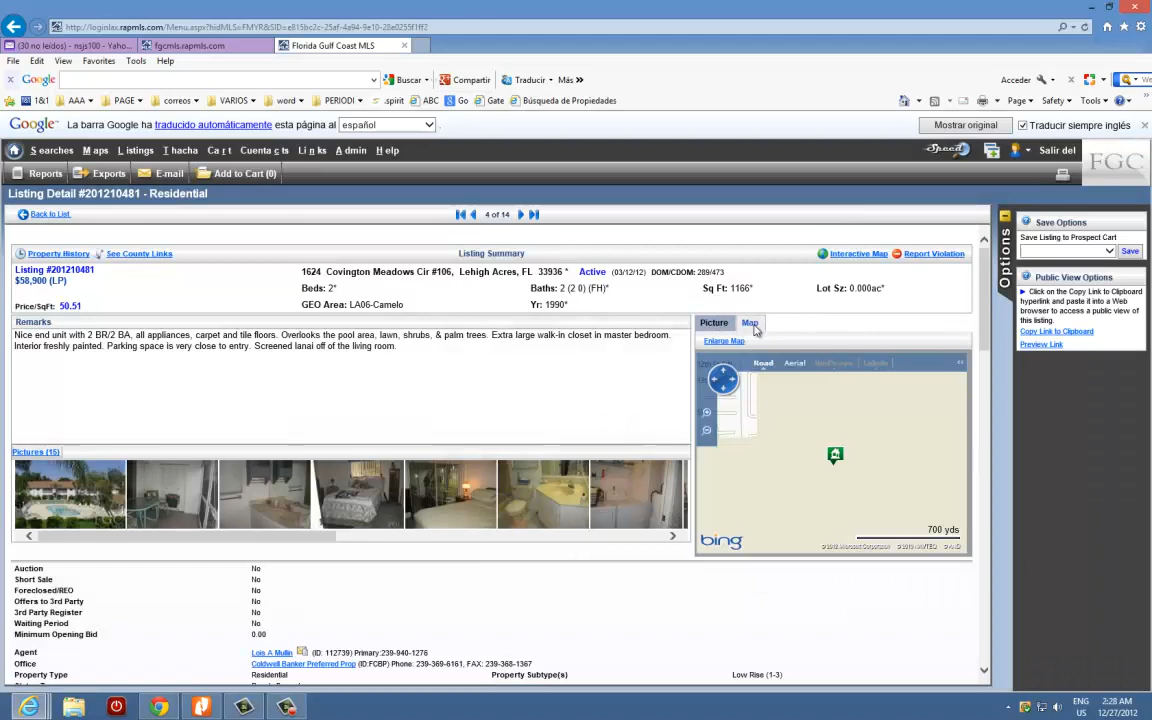 http://loginlax.rapmls.com/Menu.aspx?hidMLS=FMYR&SID=e815bc2c-25af-4a94-9e10-28e0255f1ff2
(30 no leídos) - nsjs100 - Yaho...
fgcmls.rapmls.com
Florida Gulf Coast MLS
File Edit View Favorites Tools Help
Google Buscar Compartir Traducir Más » Acceder
1&1 AAA PAGE correos VARIOS word PERIODI .spirit ABC Go Gate Búsqueda de Propiedades Page Safety Tools
Google La barra Google ha traducido automáticamente esta página al español . Mostrar original Traducir siempre inglés
Searches Maps Listings T hacha Ca r t Cuenta c ts Li n ks Admin Help Speed Salir del
FGC
Reports Exports E-mail Add to Cart (0)
Listing Detail #201210481 - Residential
Back to List 4 of 14
Options
Save Options
Save Listing to Prospect Cart
Save
Public View Options
Click on the Copy Link to Clipboard
hyperlink and paste it into a Web
browser to access a public view of
this listing.
Copy Link to Clipboard
Preview Link
Property History See County Links Listing Summary Interactive Map Report Violation
Listing #201210481 1624 Covington Meadows Cir #106, Lehigh Acres, FL 33936 * Active (03/12/12) DOM/CDOM: 289/473
$58,900 (LP)
Beds: 2* Baths: 2 (2 0) (FH)* Sq Ft: 1166* Lot Sz: 0.000ac*
Price/SqFt: 50.51 GEO Area: LA06-Camelo Yr: 1990*
Remarks
Nice end unit with 2 BR/2 BA, all appliances, carpet and tile floors. Overlooks the pool area, lawn, shrubs, & palm trees. Extra large walk-in closet in master bedroom.
Interior freshly painted. Parking space is very close to entry. Screened lanai off of the living room.
Picture Map
Enlarge Map
Road Aerial Labels
700 yds
bing
Pictures (15)
Auction No
Short Sale No
Foreclosed/REO No
Offers to 3rd Party No
3rd Party Register No
Waiting Period No
Minimum Opening Bid 0.00
Agent Lois A Mullin (ID: 112739) Primary:239-940-1276
Office Coldwell Banker Preferred Prop (ID:FCBP) Phone: 239-369-6161, FAX: 239-368-1367
Property Type Residential Property Subtype(s) Low Rise (1-3)
ENG 2:28 AM
US 12/27/2012